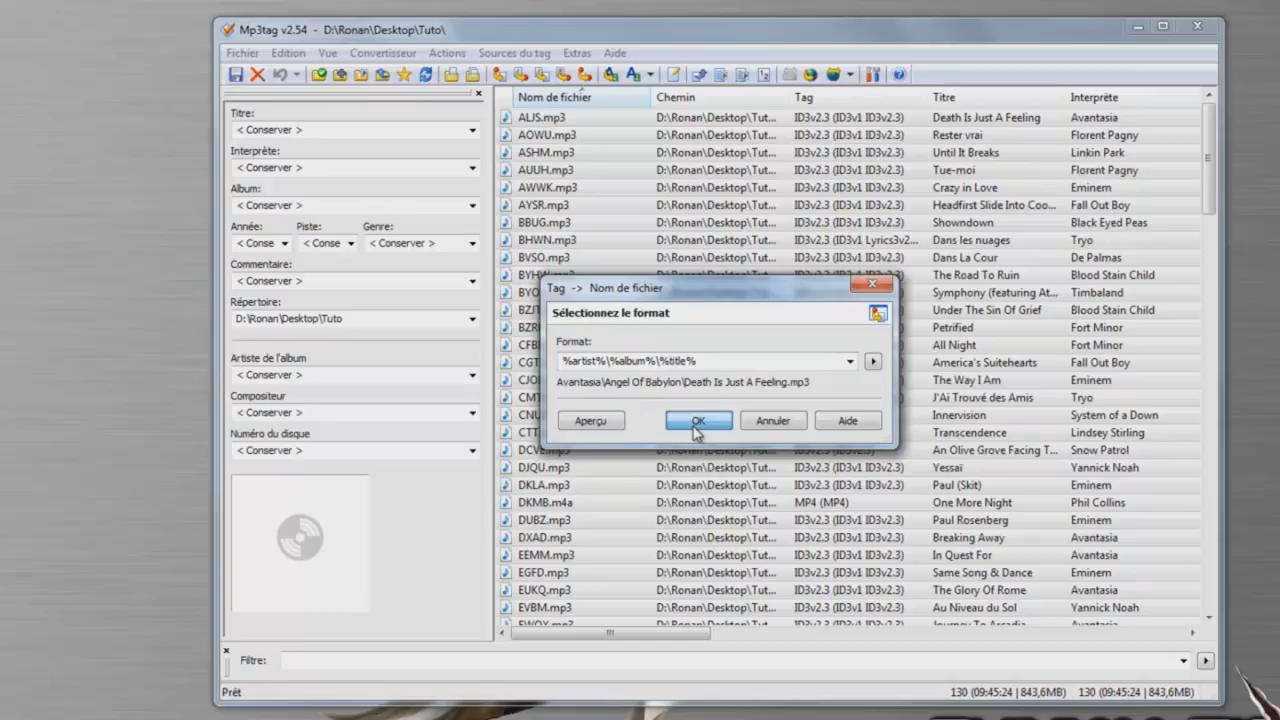 Mp3tag v2.54 - D:\Ronan\Desktop\Tuto\
Fichier Edition Vue Convertisseur Actions Sources du tag Extras Aide
Titre:
< Conserver >
Interprète:
< Conserver >
Album:
< Conserver >
Année: Piste: Genre:
< Conse < Conse < Conserver >
Commentaire:
< Conserver >
Répertoire:
D:\Ronan\Desktop\Tuto
Artiste de l'album
< Conserver >
Compositeur
< Conserver >
Numéro du disque
< Conserver >
Nom de fichier Chemin Tag Titre Interprète
ALJS.mp3 D:\Ronan\Desktop\Tut... ID3v2.3 (ID3v1 ID3v2.3) Death Is Just A Feeling Avantasia
AOWU.mp3 D:\Ronan\Desktop\Tut... ID3v2.3 (ID3v1 ID3v2.3) Rester vrai Florent Pagny
ASHM.mp3 D:\Ronan\Desktop\Tut... ID3v2.3 (ID3v1 ID3v2.3) Until It Breaks Linkin Park
AUUH.mp3 D:\Ronan\Desktop\Tut... ID3v2.3 (ID3v1 ID3v2.3) Tue-moi Florent Pagny
AWWK.mp3 D:\Ronan\Desktop\Tut... ID3v2.3 (ID3v1 ID3v2.3) Crazy in Love Eminem
AYSR.mp3 D:\Ronan\Desktop\Tut... ID3v2.3 (ID3v1 ID3v2.3) Headfirst Slide Into Coo... Fall Out Boy
BBUG.mp3 D:\Ronan\Desktop\Tut... ID3v2.3 (ID3v1 ID3v2.3) Showndown Black Eyed Peas
BHWN.mp3 D:\Ronan\Desktop\Tut... ID3v2.3 (ID3v1 Lyrics3v2... Dans les nuages Tryo
BVSO.mp3 D:\Ronan\Desktop\Tut... ID3v2.3 (ID3v1 ID3v2.3) Dans La Cour De Palmas
The Road To Ruin Blood Stain Child
Symphony (featuring At... Timbaland
Under The Sin Of Grief Blood Stain Child
Petrified Fort Minor
All Night Fort Minor
America's Suitehearts Fall Out Boy
The Way I Am Eminem
J'Ai Trouvé des Amis Tryo
Innervision System of a Down
Transcendence Lindsey Stirling
An Olive Grove Facing T... Snow Patrol
DJQU.mp3 D:\Ronan\Desktop\Tut... ID3v2.3 (ID3v1 ID3v2.3) Yessaï Yannick Noah
DKLA.mp3 D:\Ronan\Desktop\Tut... ID3v2.3 (ID3v1 ID3v2.3) Paul (Skit) Eminem
DKMB.m4a D:\Ronan\Desktop\Tut... MP4 (MP4) One More Night Phil Collins
DUBZ.mp3 D:\Ronan\Desktop\Tut... ID3v2.3 (ID3v1 ID3v2.3) Paul Rosenberg Eminem
DXAD.mp3 D:\Ronan\Desktop\Tut... ID3v2.3 (ID3v1 ID3v2.3) Breaking Away Avantasia
EEMM.mp3 D:\Ronan\Desktop\Tut... ID3v2.3 (ID3v1 ID3v2.3) In Quest For Avantasia
EGFD.mp3 D:\Ronan\Desktop\Tut... ID3v2.3 (ID3v1 ID3v2.3) Same Song & Dance Eminem
EUKQ.mp3 D:\Ronan\Desktop\Tut... ID3v2.3 (ID3v1 ID3v2.3) The Glory Of Rome Avantasia
EVBM.mp3 D:\Ronan\Desktop\Tut... ID3v2.3 (ID3v1 ID3v2.3) Au Niveau du Sol Yannick Noah
Tag -> Nom de fichier
Sélectionnez le format
Format:
%artist%\%album%\%title%
Avantasia\Angel Of Babylon\Death Is Just A Feeling.mp3
Aperçu OK Annuler Aide
Filtre:
Prêt 130 (09:45:24 | 843,6MB) 130 (09:45:24 | 843,6MB)